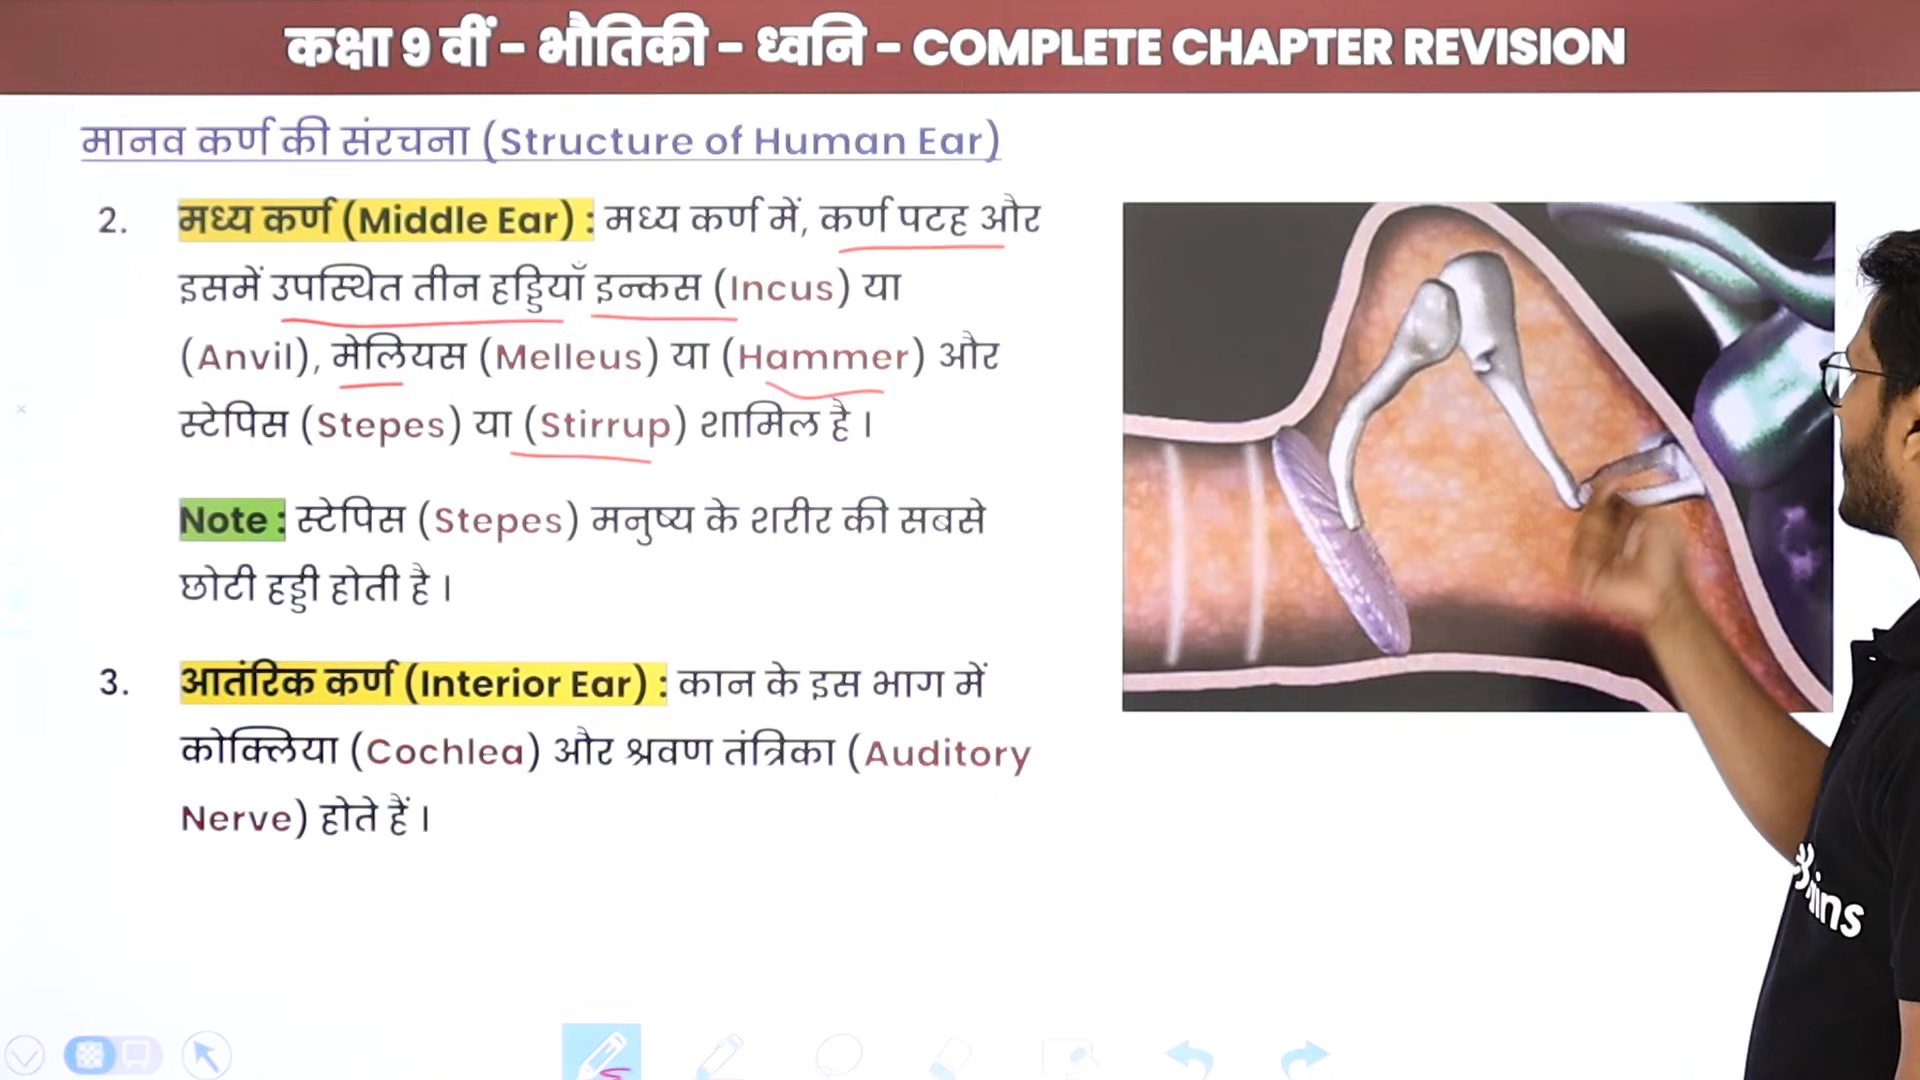 कक्षा 9 वीं - भौतिकी - ध्वनि - COMPLETE CHAPTER REVISION
मानव कर्ण की संरचना (Structure of Human Ear)
2. मध्य कर्ण (Middle Ear) : मध्य कर्ण में, कर्ण पटह और
इसमें उपस्थित तीन हड्डियाँ इन्कस (Incus) या
(Anvil), मेलियस (Melleus) या (Hammer) और
स्टेपिस (Stepes) या (Stirrup) शामिल है ।
Note : स्टेपिस (Stepes) मनुष्य के शरीर की सबसे
छोटी हड्डी होती है ।
3. आतंरिक कर्ण (Interior Ear) : कान के इस भाग में
कोक्लिया (Cochlea) और श्रवण तंत्रिका (Auditory
Nerve) होते हैं ।